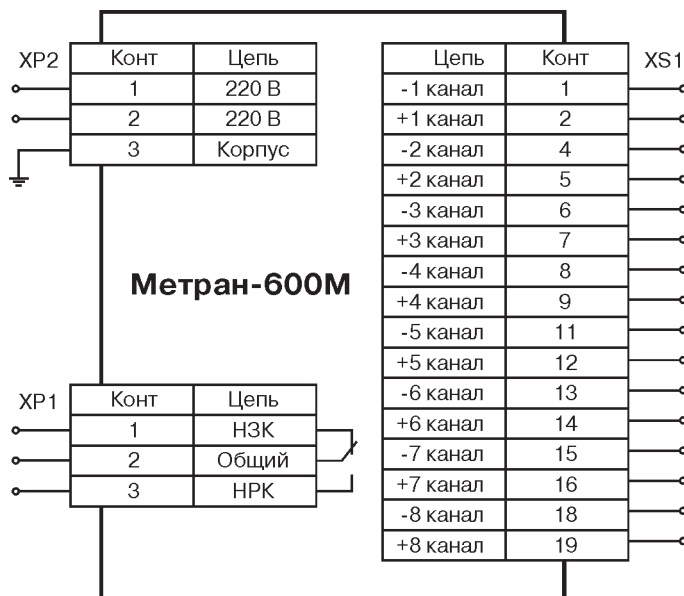 XP2
Конт Цепь
1 220 В
2 220 В
3 Корпус
Метран-600М
XP1
Конт Цепь
1 НЗК
2 Общий
3 НРК
XS1
Цепь Конт
-1 канал 1
+1 канал 2
-2 канал 4
+2 канал 5
-3 канал 6
+3 канал 7
-4 канал 8
+4 канал 9
-5 канал 11
+5 канал 12
-6 канал 13
+6 канал 14
-7 канал 15
+7 канал 16
-8 канал 18
+8 канал 19